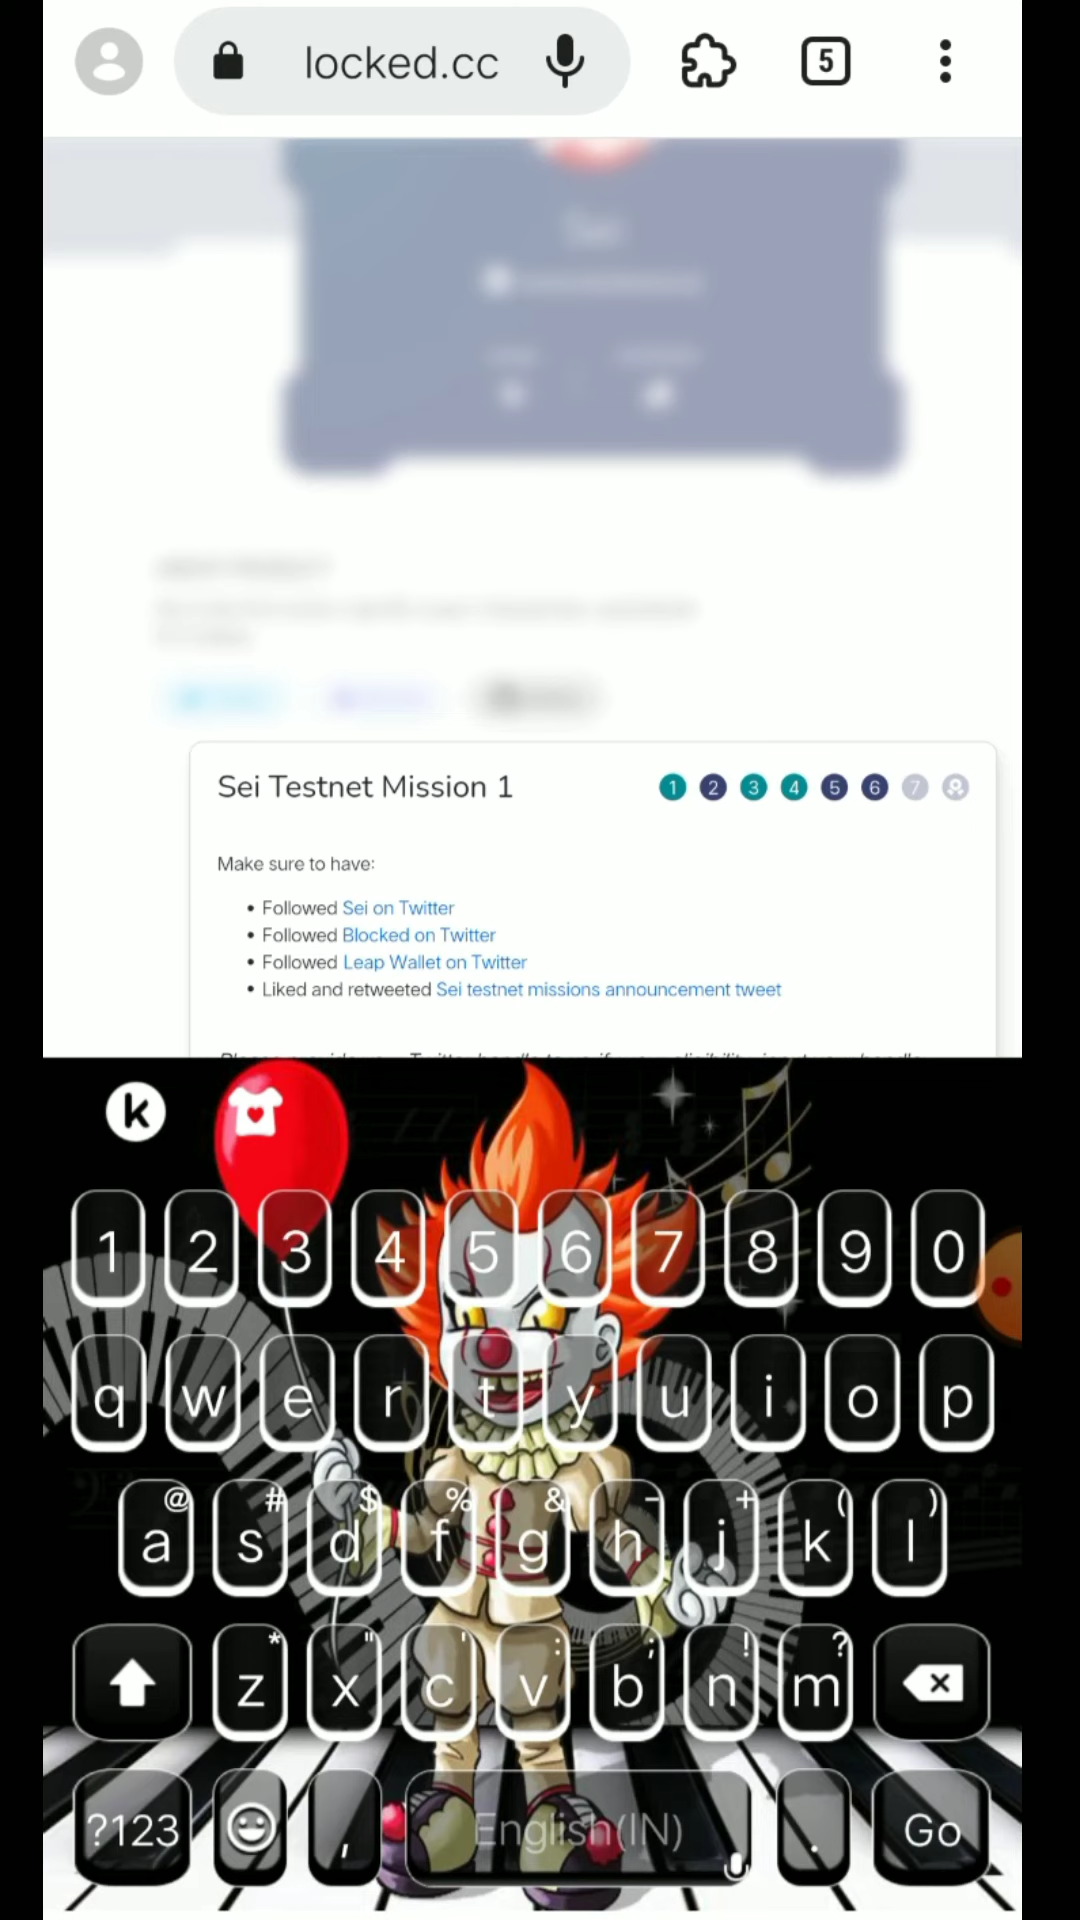 locked.cc
5
Sei
Sei Testnet Mission 1
1 2 3 4 5 6 7
Make sure to have:
• Followed Sei on Twitter
• Followed Blocked on Twitter
• Followed Leap Wallet on Twitter
• Liked and retweeted Sei testnet missions announcement tweet
k
1 2 3 4 5 6 7 8 9 0
q w e r t y u i o p
@ # $ % & - + ( )
a s d f g h j k l
* " ' : ; ! ?
z x c v b n m
?123 , English(IN) . Go